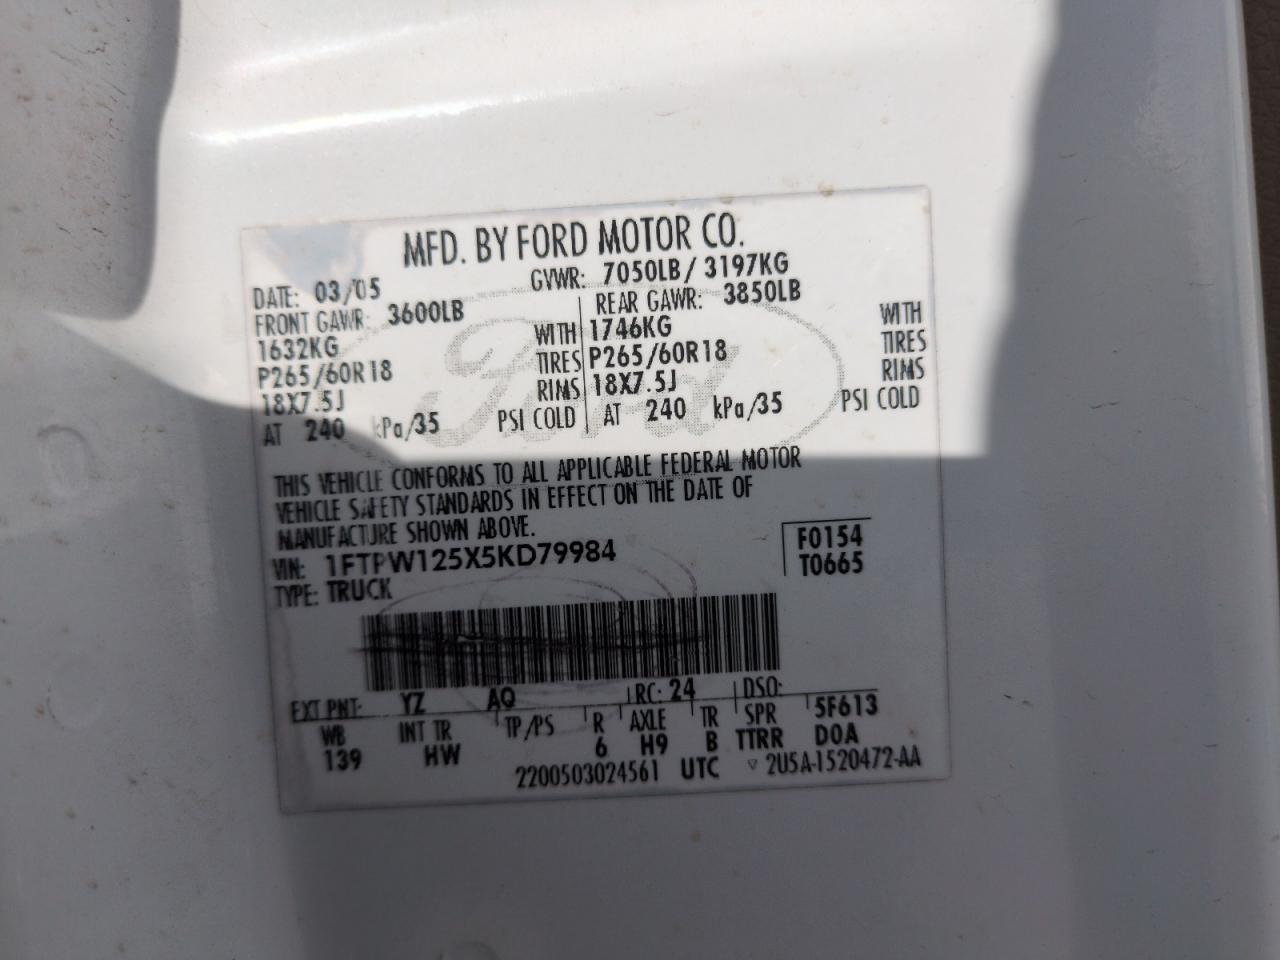 MFD. BY FORD MOTOR CO.
DATE: 03/05 GVWR: 7050LB / 3197KG
FRONT GAWR: 3600LB REAR GAWR: 3850LB
1632KG WITH 1746KG WITH
P265/60R18 TIRES P265/60R18 TIRES
18X7.5J RIMS 18X7.5J RIMS
AT 240 kPa/35 PSI COLD AT 240 kPa/35 PSI COLD
Ford
THIS VEHICLE CONFORMS TO ALL APPLICABLE FEDERAL MOTOR
VEHICLE SAFETY STANDARDS IN EFFECT ON THE DATE OF
MANUFACTURE SHOWN ABOVE.
VIN: 1FTPW125X5KD79984 F0154
TYPE: TRUCK T0665
EXT PNT: YZ AQ RC: 24 DSO:
WB INT TR TP/PS R AXLE TR SPR 5F613
139 HW 6 H9 B TTRR DOA
2200503024561 UTC ▽ 2U5A-1520472-AA